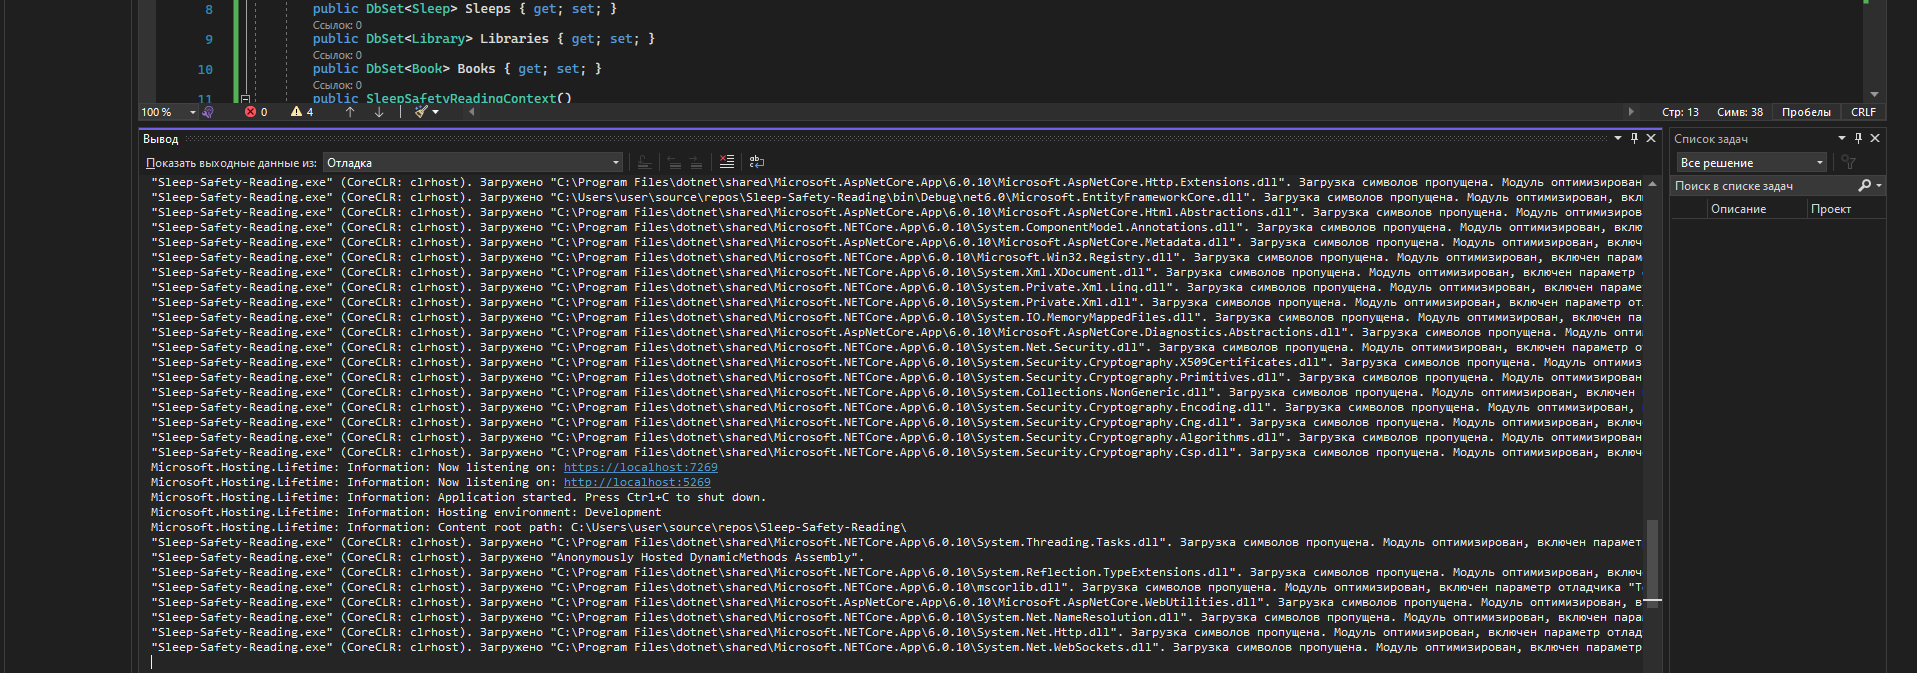 8 public DbSet<Sleep> Sleeps { get; set; }
Ссылок: 0
9 public DbSet<Library> Libraries { get; set; }
Ссылок: 0
10 public DbSet<Book> Books { get; set; }
Ссылок: 0
11 public SleepSafetyReadingContext()
100 % 0 4 Стр: 13 Симв: 38 Пробелы CRLF
Вывод
Показать выходные данные из: Отладка
"Sleep-Safety-Reading.exe" (CoreCLR: clrhost). Загружено "C:\Program Files\dotnet\shared\Microsoft.AspNetCore.App\6.0.10\Microsoft.AspNetCore.Http.Extensions.dll". Загрузка символов пропущена. Модуль оптимизирован
"Sleep-Safety-Reading.exe" (CoreCLR: clrhost). Загружено "C:\Users\user\source\repos\Sleep-Safety-Reading\bin\Debug\net6.0\Microsoft.EntityFrameworkCore.dll". Загрузка символов пропущена. Модуль оптимизирован, вкл
"Sleep-Safety-Reading.exe" (CoreCLR: clrhost). Загружено "C:\Program Files\dotnet\shared\Microsoft.AspNetCore.App\6.0.10\Microsoft.AspNetCore.Html.Abstractions.dll". Загрузка символов пропущена. Модуль оптимизирова
"Sleep-Safety-Reading.exe" (CoreCLR: clrhost). Загружено "C:\Program Files\dotnet\shared\Microsoft.NETCore.App\6.0.10\System.ComponentModel.Annotations.dll". Загрузка символов пропущена. Модуль оптимизирован, вклю
"Sleep-Safety-Reading.exe" (CoreCLR: clrhost). Загружено "C:\Program Files\dotnet\shared\Microsoft.AspNetCore.App\6.0.10\Microsoft.AspNetCore.Metadata.dll". Загрузка символов пропущена. Модуль оптимизирован, включ
"Sleep-Safety-Reading.exe" (CoreCLR: clrhost). Загружено "C:\Program Files\dotnet\shared\Microsoft.NETCore.App\6.0.10\Microsoft.Win32.Registry.dll". Загрузка символов пропущена. Модуль оптимизирован, включен парам
"Sleep-Safety-Reading.exe" (CoreCLR: clrhost). Загружено "C:\Program Files\dotnet\shared\Microsoft.NETCore.App\6.0.10\System.Xml.XDocument.dll". Загрузка символов пропущена. Модуль оптимизирован, включен параметр
"Sleep-Safety-Reading.exe" (CoreCLR: clrhost). Загружено "C:\Program Files\dotnet\shared\Microsoft.NETCore.App\6.0.10\System.Private.Xml.Linq.dll". Загрузка символов пропущена. Модуль оптимизирован, включен параме
"Sleep-Safety-Reading.exe" (CoreCLR: clrhost). Загружено "C:\Program Files\dotnet\shared\Microsoft.NETCore.App\6.0.10\System.Private.Xml.dll". Загрузка символов пропущена. Модуль оптимизирован, включен параметр от
"Sleep-Safety-Reading.exe" (CoreCLR: clrhost). Загружено "C:\Program Files\dotnet\shared\Microsoft.NETCore.App\6.0.10\System.IO.MemoryMappedFiles.dll". Загрузка символов пропущена. Модуль оптимизирован, включен па
"Sleep-Safety-Reading.exe" (CoreCLR: clrhost). Загружено "C:\Program Files\dotnet\shared\Microsoft.AspNetCore.App\6.0.10\Microsoft.AspNetCore.Diagnostics.Abstractions.dll". Загрузка символов пропущена. Модуль опти
"Sleep-Safety-Reading.exe" (CoreCLR: clrhost). Загружено "C:\Program Files\dotnet\shared\Microsoft.NETCore.App\6.0.10\System.Net.Security.dll". Загрузка символов пропущена. Модуль оптимизирован, включен параметр о
"Sleep-Safety-Reading.exe" (CoreCLR: clrhost). Загружено "C:\Program Files\dotnet\shared\Microsoft.NETCore.App\6.0.10\System.Security.Cryptography.X509Certificates.dll". Загрузка символов пропущена. Модуль оптимиз
"Sleep-Safety-Reading.exe" (CoreCLR: clrhost). Загружено "C:\Program Files\dotnet\shared\Microsoft.NETCore.App\6.0.10\System.Security.Cryptography.Primitives.dll". Загрузка символов пропущена. Модуль оптимизирован
"Sleep-Safety-Reading.exe" (CoreCLR: clrhost). Загружено "C:\Program Files\dotnet\shared\Microsoft.NETCore.App\6.0.10\System.Collections.NonGeneric.dll". Загрузка символов пропущена. Модуль оптимизирован, включен
"Sleep-Safety-Reading.exe" (CoreCLR: clrhost). Загружено "C:\Program Files\dotnet\shared\Microsoft.NETCore.App\6.0.10\System.Security.Cryptography.Encoding.dll". Загрузка символов пропущена. Модуль оптимизирован,
"Sleep-Safety-Reading.exe" (CoreCLR: clrhost). Загружено "C:\Program Files\dotnet\shared\Microsoft.NETCore.App\6.0.10\System.Security.Cryptography.Cng.dll". Загрузка символов пропущена. Модуль оптимизирован, включ
"Sleep-Safety-Reading.exe" (CoreCLR: clrhost). Загружено "C:\Program Files\dotnet\shared\Microsoft.NETCore.App\6.0.10\System.Security.Cryptography.Algorithms.dll". Загрузка символов пропущена. Модуль оптимизирован
"Sleep-Safety-Reading.exe" (CoreCLR: clrhost). Загружено "C:\Program Files\dotnet\shared\Microsoft.NETCore.App\6.0.10\System.Security.Cryptography.Csp.dll". Загрузка символов пропущена. Модуль оптимизирован, включ
Microsoft.Hosting.Lifetime: Information: Now listening on: https://localhost:7269
Microsoft.Hosting.Lifetime: Information: Now listening on: http://localhost:5269
Microsoft.Hosting.Lifetime: Information: Application started. Press Ctrl+C to shut down.
Microsoft.Hosting.Lifetime: Information: Hosting environment: Development
Microsoft.Hosting.Lifetime: Information: Content root path: C:\Users\user\source\repos\Sleep-Safety-Reading\
"Sleep-Safety-Reading.exe" (CoreCLR: clrhost). Загружено "C:\Program Files\dotnet\shared\Microsoft.NETCore.App\6.0.10\System.Threading.Tasks.dll". Загрузка символов пропущена. Модуль оптимизирован, включен парамет
"Sleep-Safety-Reading.exe" (CoreCLR: clrhost). Загружено "Anonymously Hosted DynamicMethods Assembly".
"Sleep-Safety-Reading.exe" (CoreCLR: clrhost). Загружено "C:\Program Files\dotnet\shared\Microsoft.NETCore.App\6.0.10\System.Reflection.TypeExtensions.dll". Загрузка символов пропущена. Модуль оптимизирован, включ
"Sleep-Safety-Reading.exe" (CoreCLR: clrhost). Загружено "C:\Program Files\dotnet\shared\Microsoft.NETCore.App\6.0.10\mscorlib.dll". Загрузка символов пропущена. Модуль оптимизирован, включен параметр отладчика "Т
"Sleep-Safety-Reading.exe" (CoreCLR: clrhost). Загружено "C:\Program Files\dotnet\shared\Microsoft.AspNetCore.App\6.0.10\Microsoft.AspNetCore.WebUtilities.dll". Загрузка символов пропущена. Модуль оптимизирован, в
"Sleep-Safety-Reading.exe" (CoreCLR: clrhost). Загружено "C:\Program Files\dotnet\shared\Microsoft.NETCore.App\6.0.10\System.Net.NameResolution.dll". Загрузка символов пропущена. Модуль оптимизирован, включен пара
"Sleep-Safety-Reading.exe" (CoreCLR: clrhost). Загружено "C:\Program Files\dotnet\shared\Microsoft.NETCore.App\6.0.10\System.Net.Http.dll". Загрузка символов пропущена. Модуль оптимизирован, включен параметр отлад
"Sleep-Safety-Reading.exe" (CoreCLR: clrhost). Загружено "C:\Program Files\dotnet\shared\Microsoft.NETCore.App\6.0.10\System.Net.WebSockets.dll". Загрузка символов пропущена. Модуль оптимизирован, включен параметр
Список задач
Все решение
Поиск в списке задач
Описание Проект